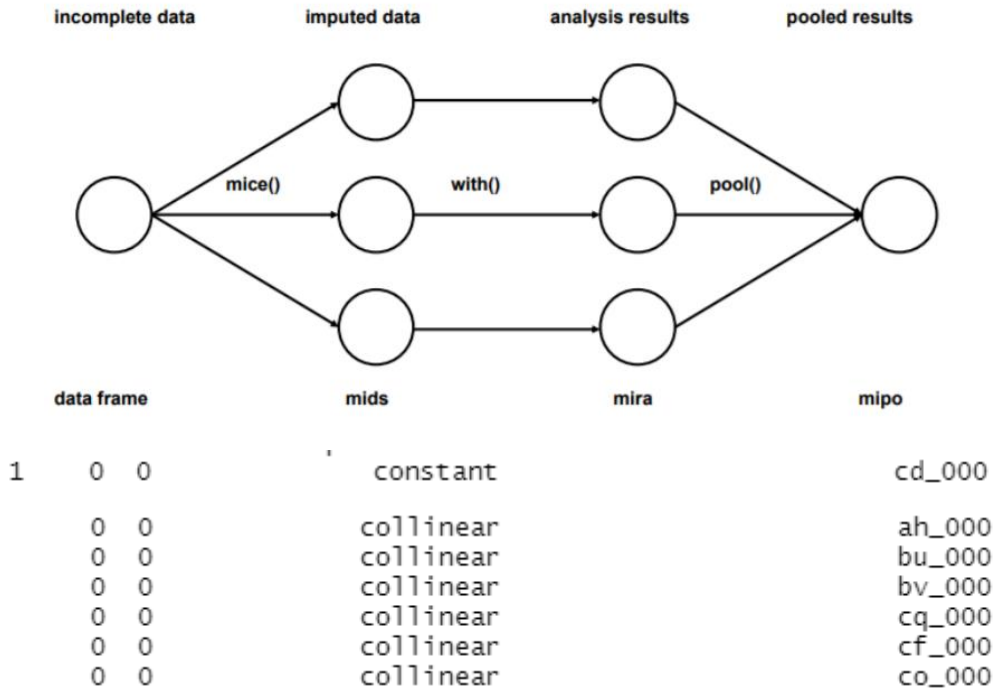 incomplete data imputed data analysis results pooled results
mice() with() pool()
data frame mids mira mipo
1 0 0 constant cd_000
0 0 collinear ah_000
0 0 collinear bu_000
0 0 collinear bv_000
0 0 collinear cq_000
0 0 collinear cf_000
0 0 collinear co_000